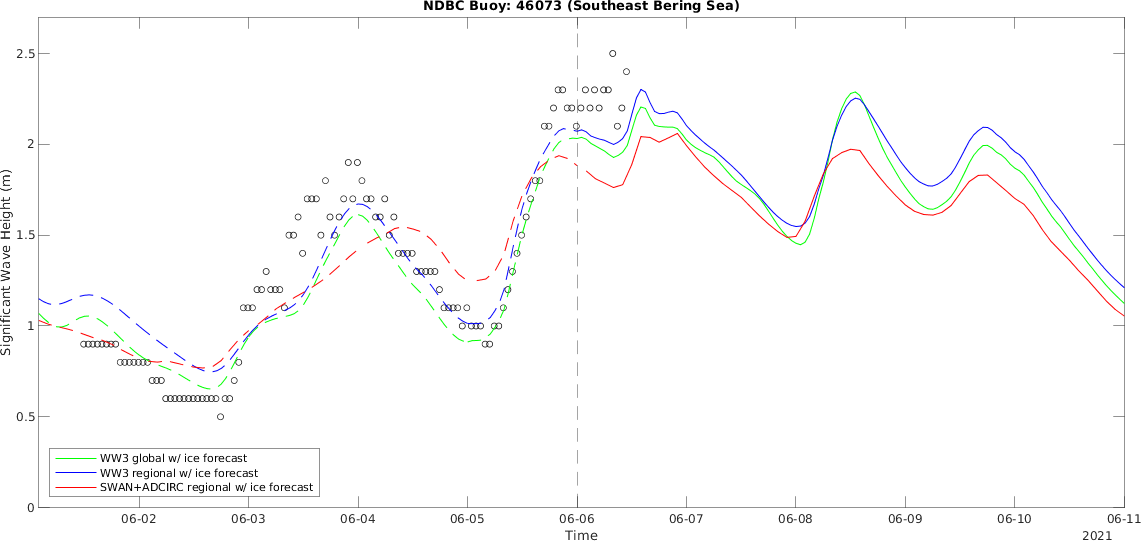 NDBC Buoy: 46073 (Southeast Bering Sea)
Significant Wave Height (m)
2.5
2
1.5
1
0.5
0
WW3 global w/ ice forecast
WW3 regional w/ ice forecast
SWAN+ADCIRC regional w/ ice forecast
06-02 06-03 06-04 06-05 06-06 06-07 06-08 06-09 06-10 06-11
Time
2021